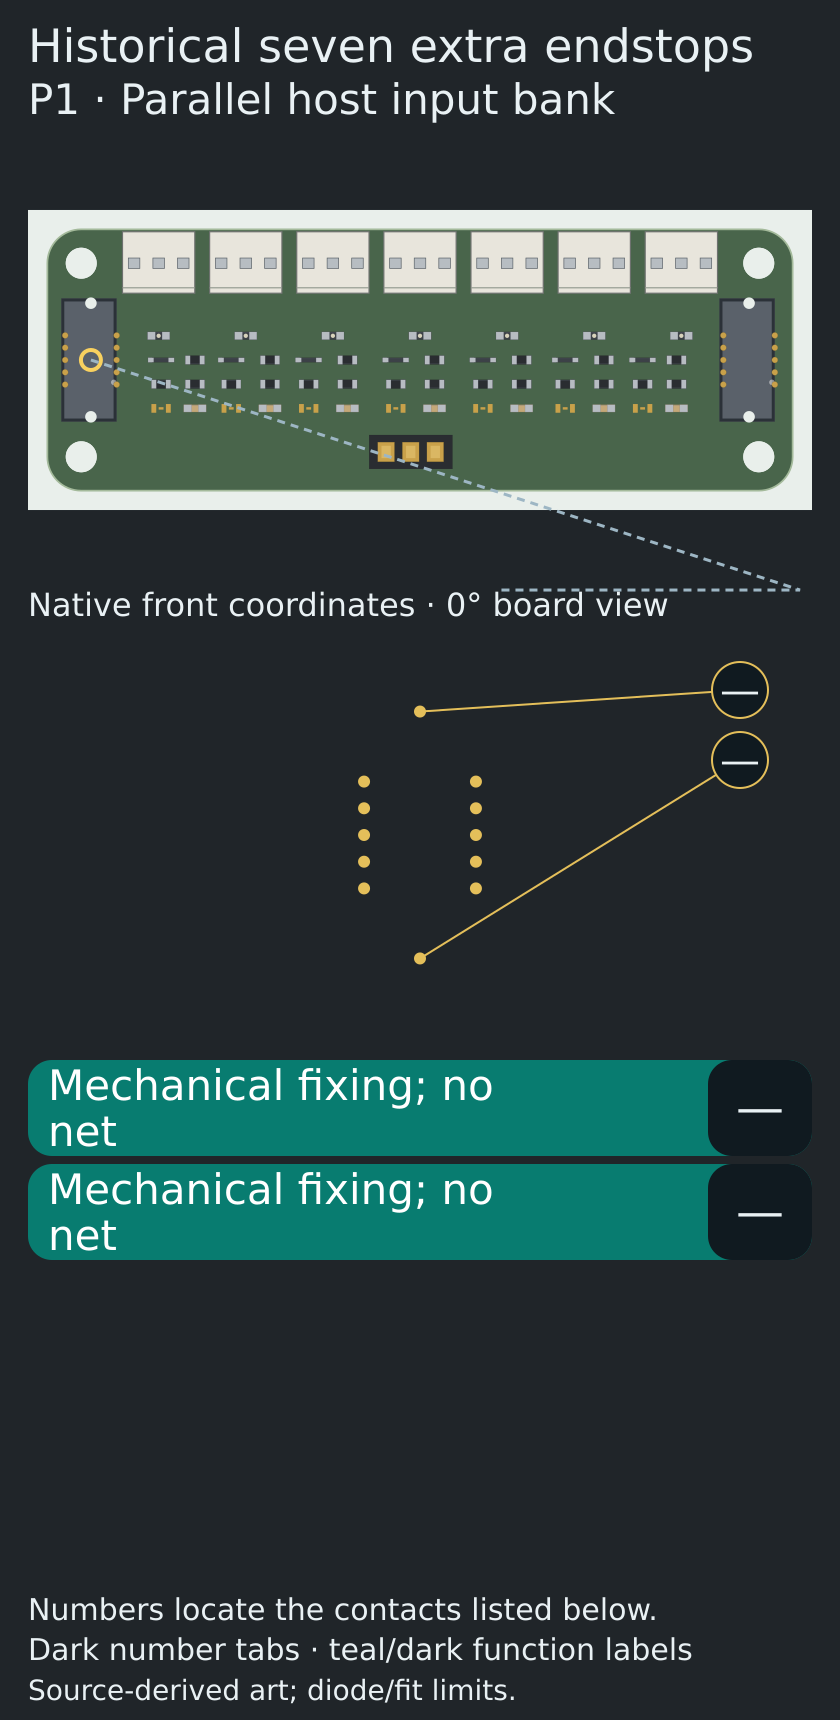 Historical seven extra endstops
P1 · Parallel host input bank
Native front coordinates · 0° board view
—
—
Mechanical fixing; no
net
—
Mechanical fixing; no
net
—
Numbers locate the contacts listed below.
Dark number tabs · teal/dark function labels
Source-derived art; diode/fit limits.